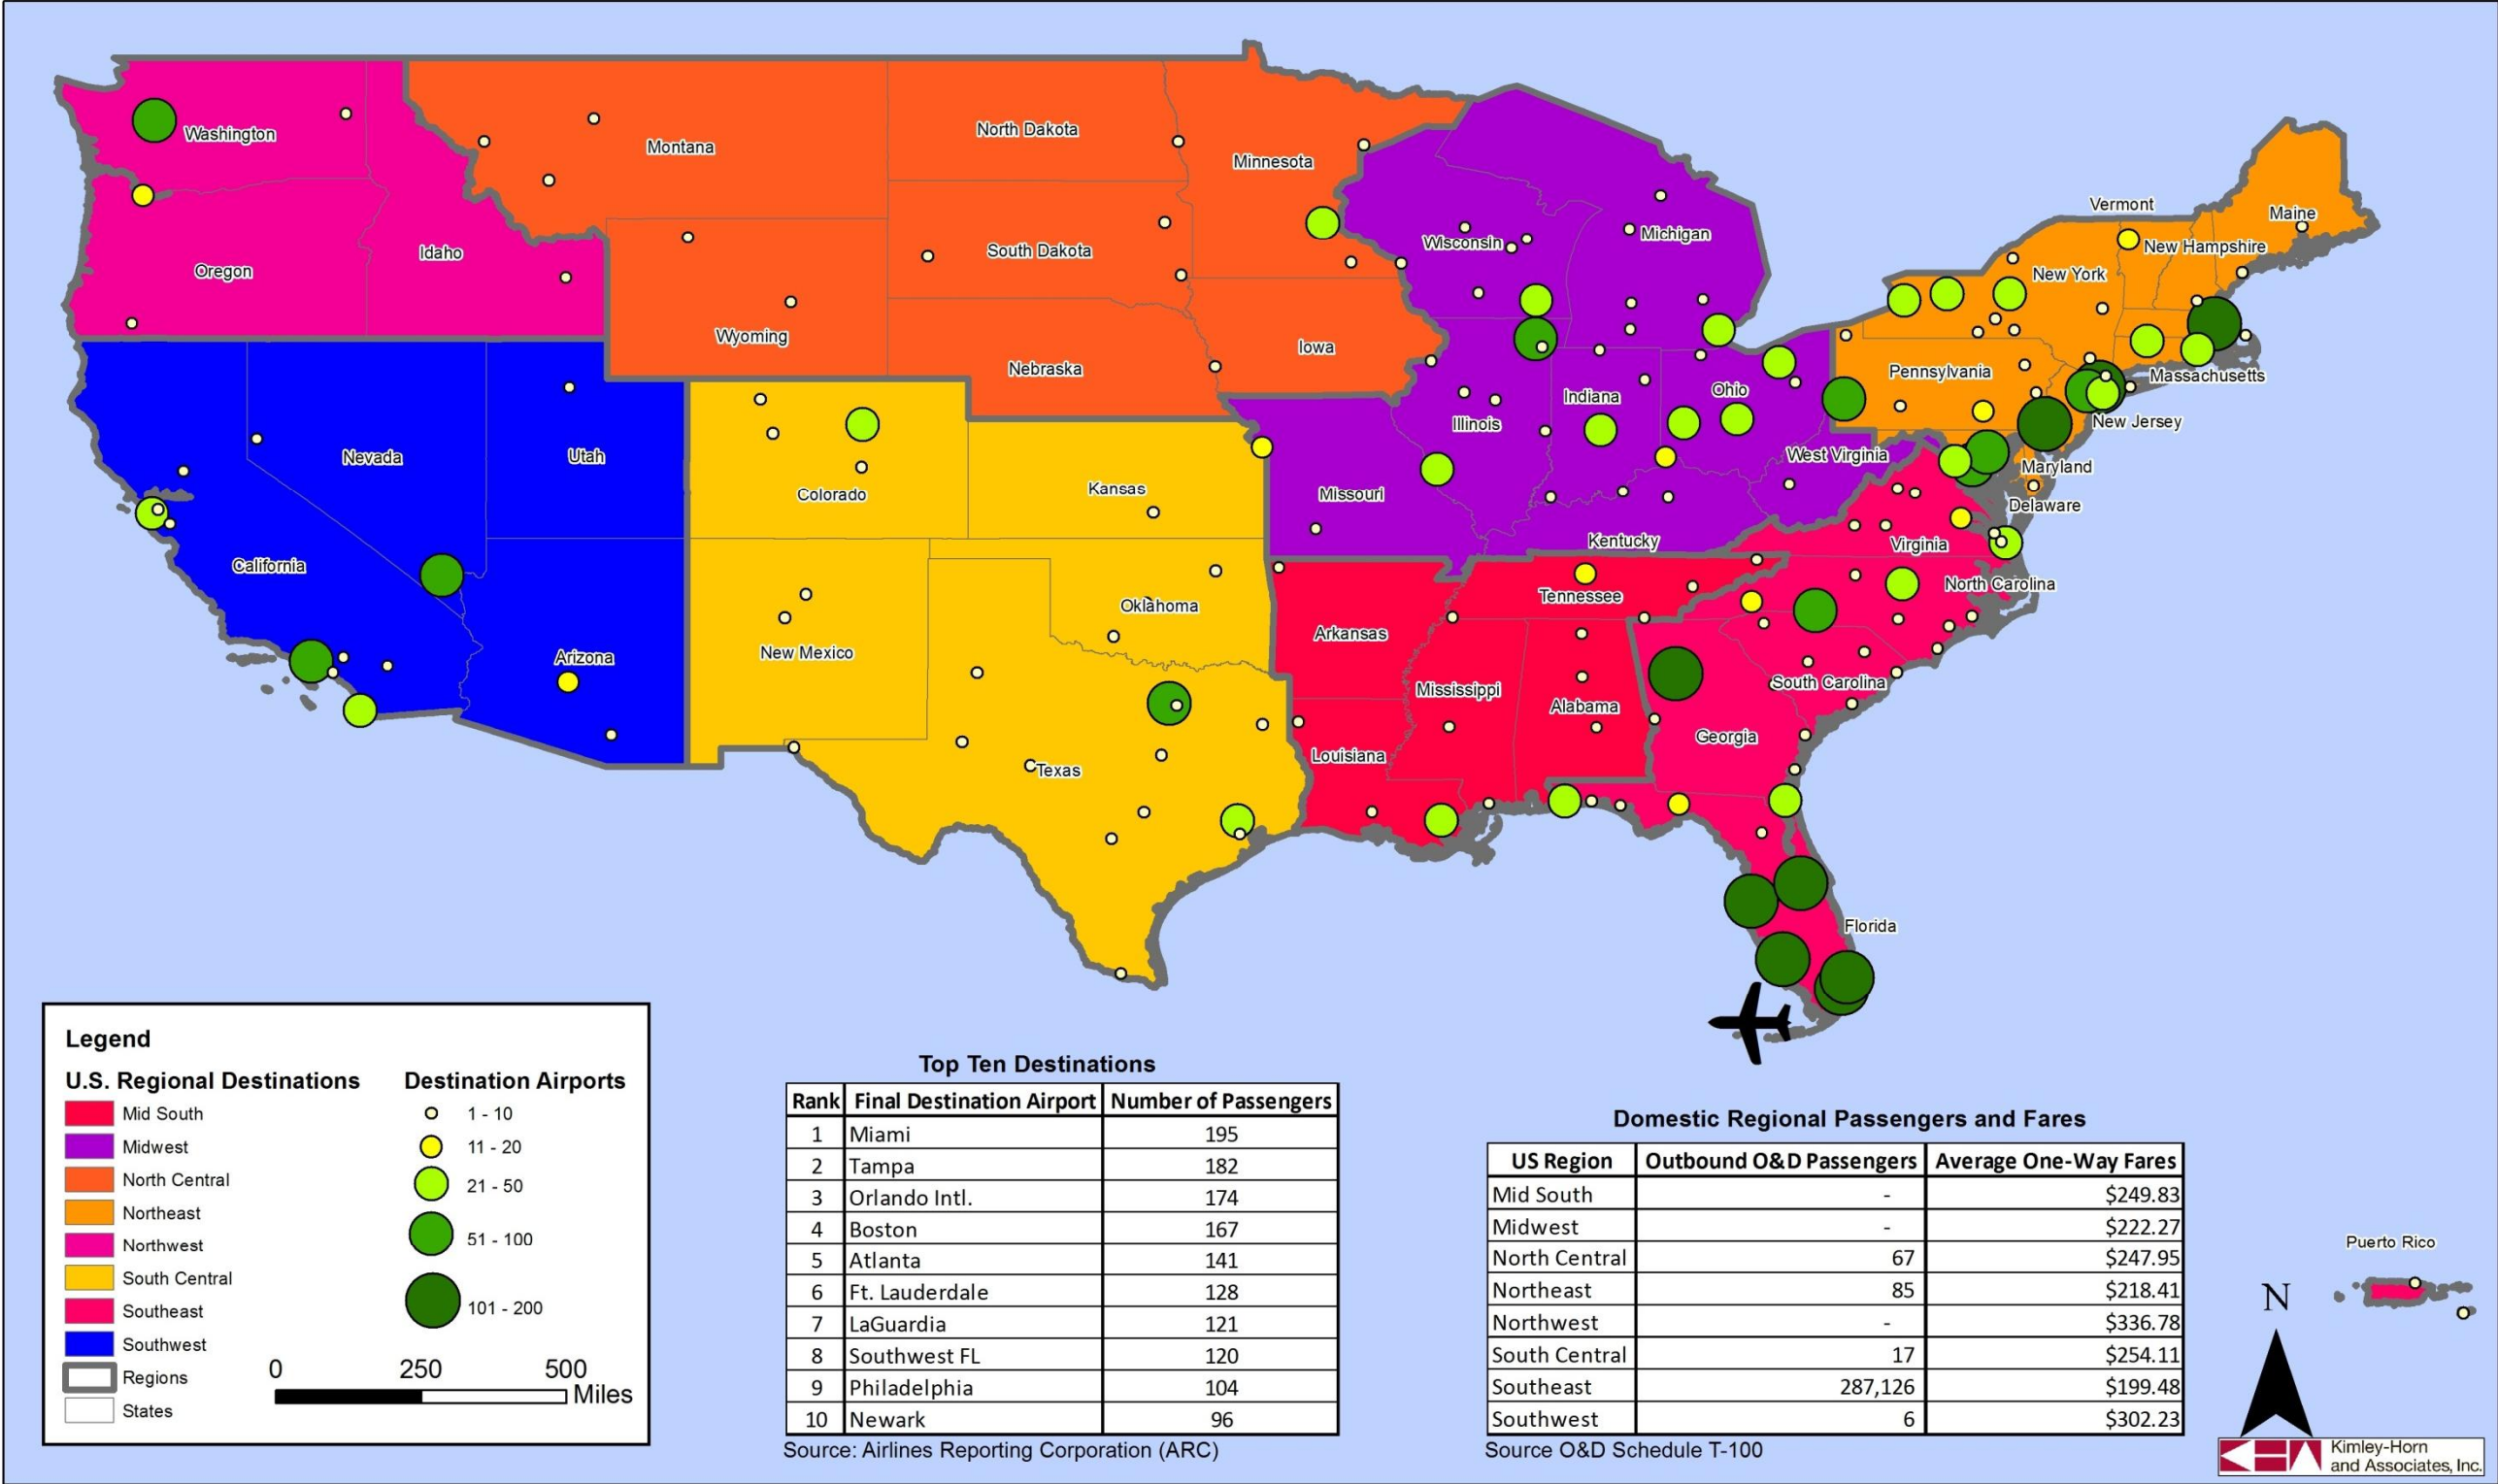 Washington
Montana
North Dakota
Minnesota
Oregon
Idaho
South Dakota
Wyoming
Nebraska
Iowa
Wisconsin
Michigan
Vermont
Maine
New Hampshire
New York
Massachusetts
Pennsylvania
New Jersey
Ohio
Indiana
Illinois
West Virginia
Maryland
Delaware
Nevada
Utah
California
Colorado
Kansas
Missouri
Kentucky
Virginia
North Carolina
Arizona
New Mexico
Oklahoma
Arkansas
Tennessee
South Carolina
Mississippi
Alabama
Georgia
Texas
Louisiana
Florida
Legend
U.S. Regional Destinations
Mid South
Midwest
North Central
Northeast
Northwest
South Central
Southeast
Southwest
Regions
States
Destination Airports
1 - 10
11 - 20
21 - 50
51 - 100
101 - 200
0 250 500
Miles
Top Ten Destinations
Rank Final Destination Airport Number of Passengers
1 Miami 195
2 Tampa 182
3 Orlando Intl. 174
4 Boston 167
5 Atlanta 141
6 Ft. Lauderdale 128
7 LaGuardia 121
8 Southwest FL 120
9 Philadelphia 104
10 Newark 96
Source: Airlines Reporting Corporation (ARC)
Domestic Regional Passengers and Fares
US Region Outbound O&D Passengers Average One-Way Fares
Mid South - $249.83
Midwest - $222.27
North Central 67 $247.95
Northeast 85 $218.41
Northwest - $336.78
South Central 17 $254.11
Southeast 287,126 $199.48
Southwest 6 $302.23
Source O&D Schedule T-100
Puerto Rico
N
Kimley-Horn
and Associates, Inc.